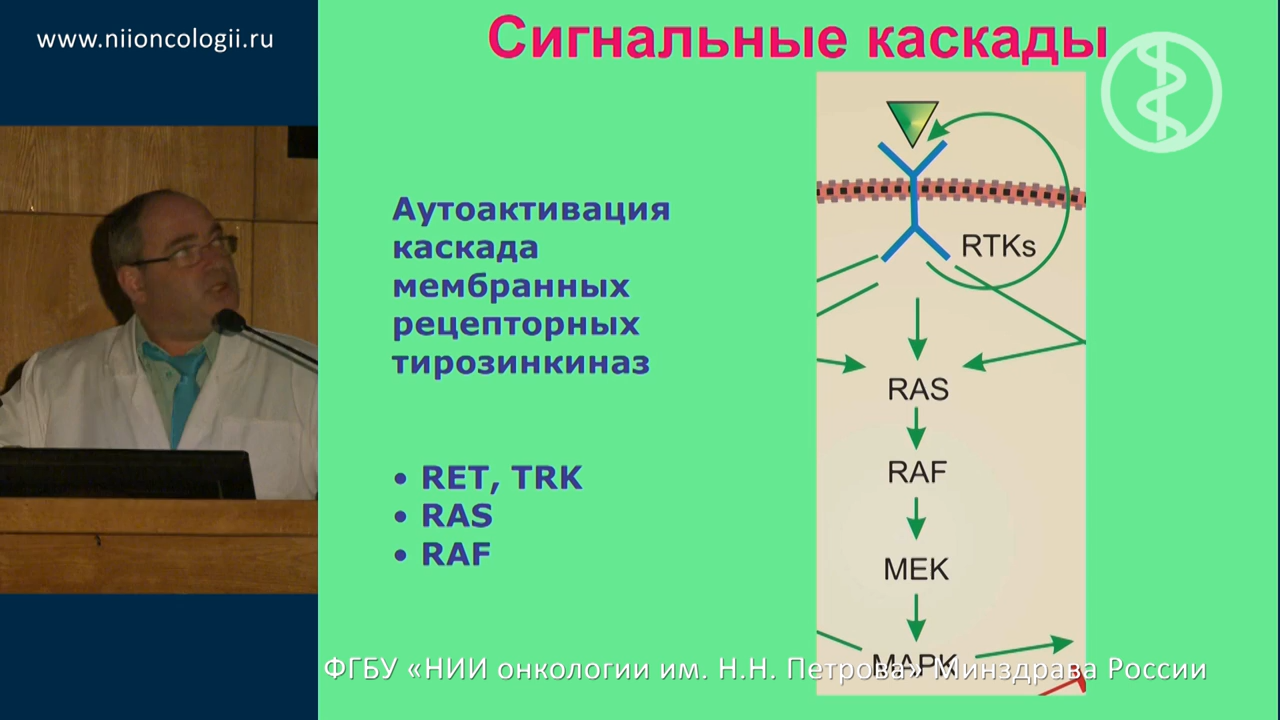 www.niioncologii.ru
Сигнальные каскады
Аутоактивация
каскада
мембранных
рецепторных
тирозинкиназ
• RET, TRK
• RAS
• RAF
RTKs
RAS
RAF
MEK
MAPK
ФГБУ «НИИ онкологии им. Н.Н. Петрова» Минздрава России